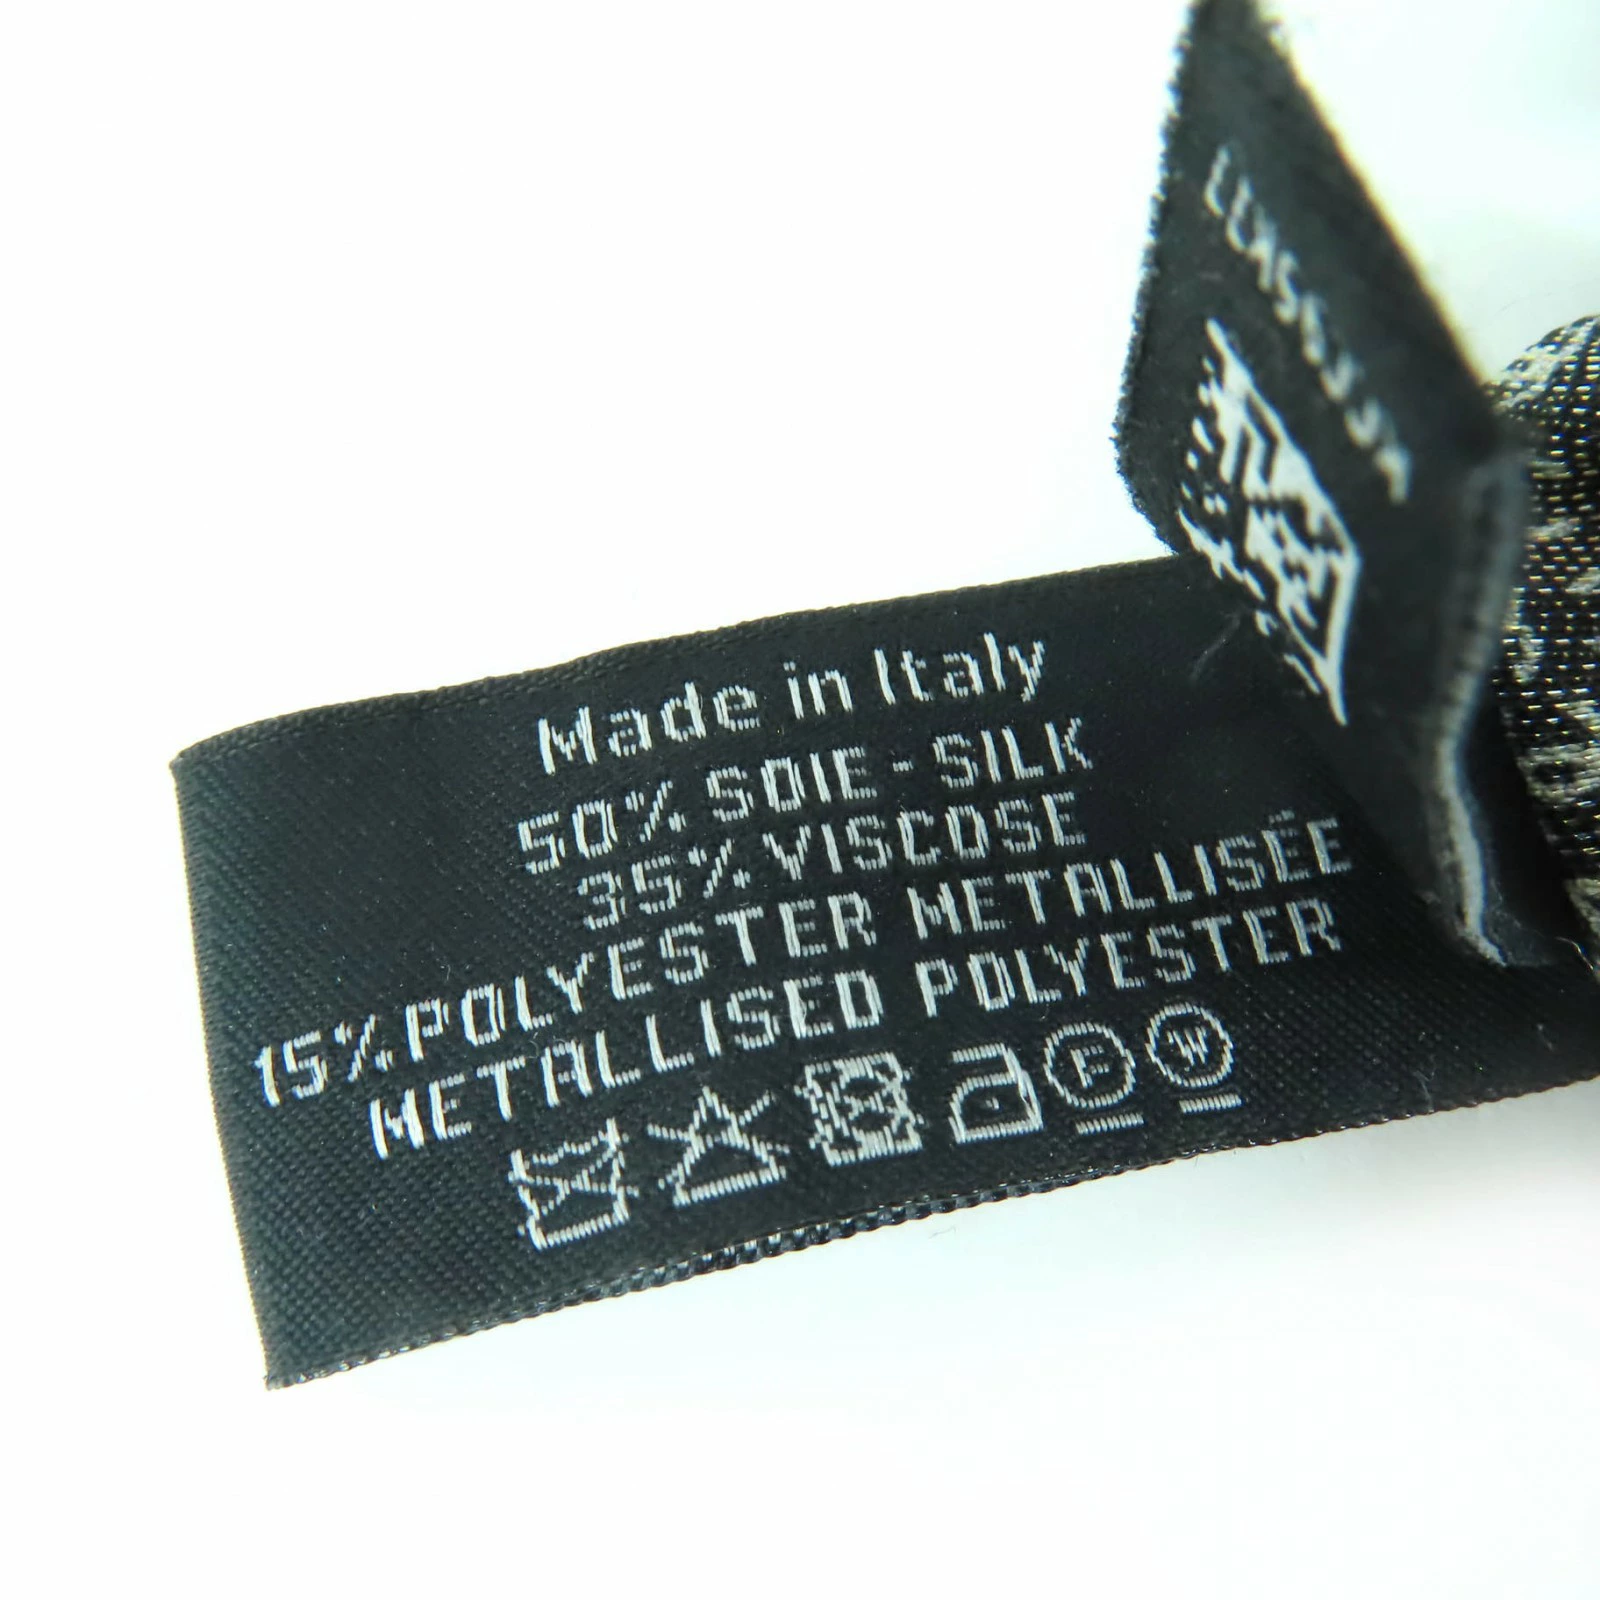 Made in Italy
50% SOIE - SILK
35% VISCOSE
15% POLYESTER METALLISÉE
METALLISED POLYESTER
F W